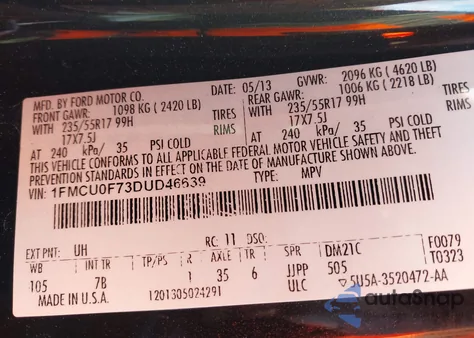 MFD. BY FORD MOTOR CO.
DATE: 05/13 GVWR: 2096 KG (4620 LB)
FRONT GAWR: 1098 KG (2420 LB) REAR GAWR: 1006 KG (2218 LB)
WITH 235/55R17 99H TIRES WITH 235/55R17 99H
17X7.5J RIMS 17X7.5J
AT 240 kPa/ 35 PSI COLD AT 240 kPa/ 35 PSI COLD
THIS VEHICLE CONFORMS TO ALL APPLICABLE FEDERAL MOTOR VEHICLE SAFETY AND THEFT
PREVENTION STANDARDS IN EFFECT ON THE DATE OF MANUFACTURE SHOWN ABOVE.
VIN: 1FMCU0F73DUD46639 TYPE: MPV
EXT PNT: UH RC: 11 DSO: F0079
WB INT TR TP/PS R AXLE TR SPR DM21C T0323
105 7B 1 35 6 JJPP 505
MADE IN U.S.A. 1201305024291 ULC 5U5A-3520472-AA
autoSnap